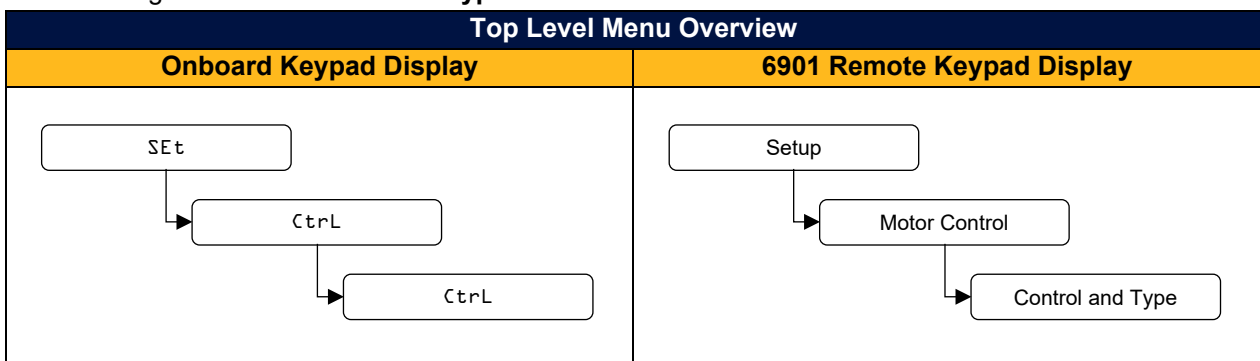 Top Level Menu Overview
Onboard Keypad Display
6901 Remote Keypad Display
SEt
Setup
CtrL
Motor Control
CtrL
Control and Type